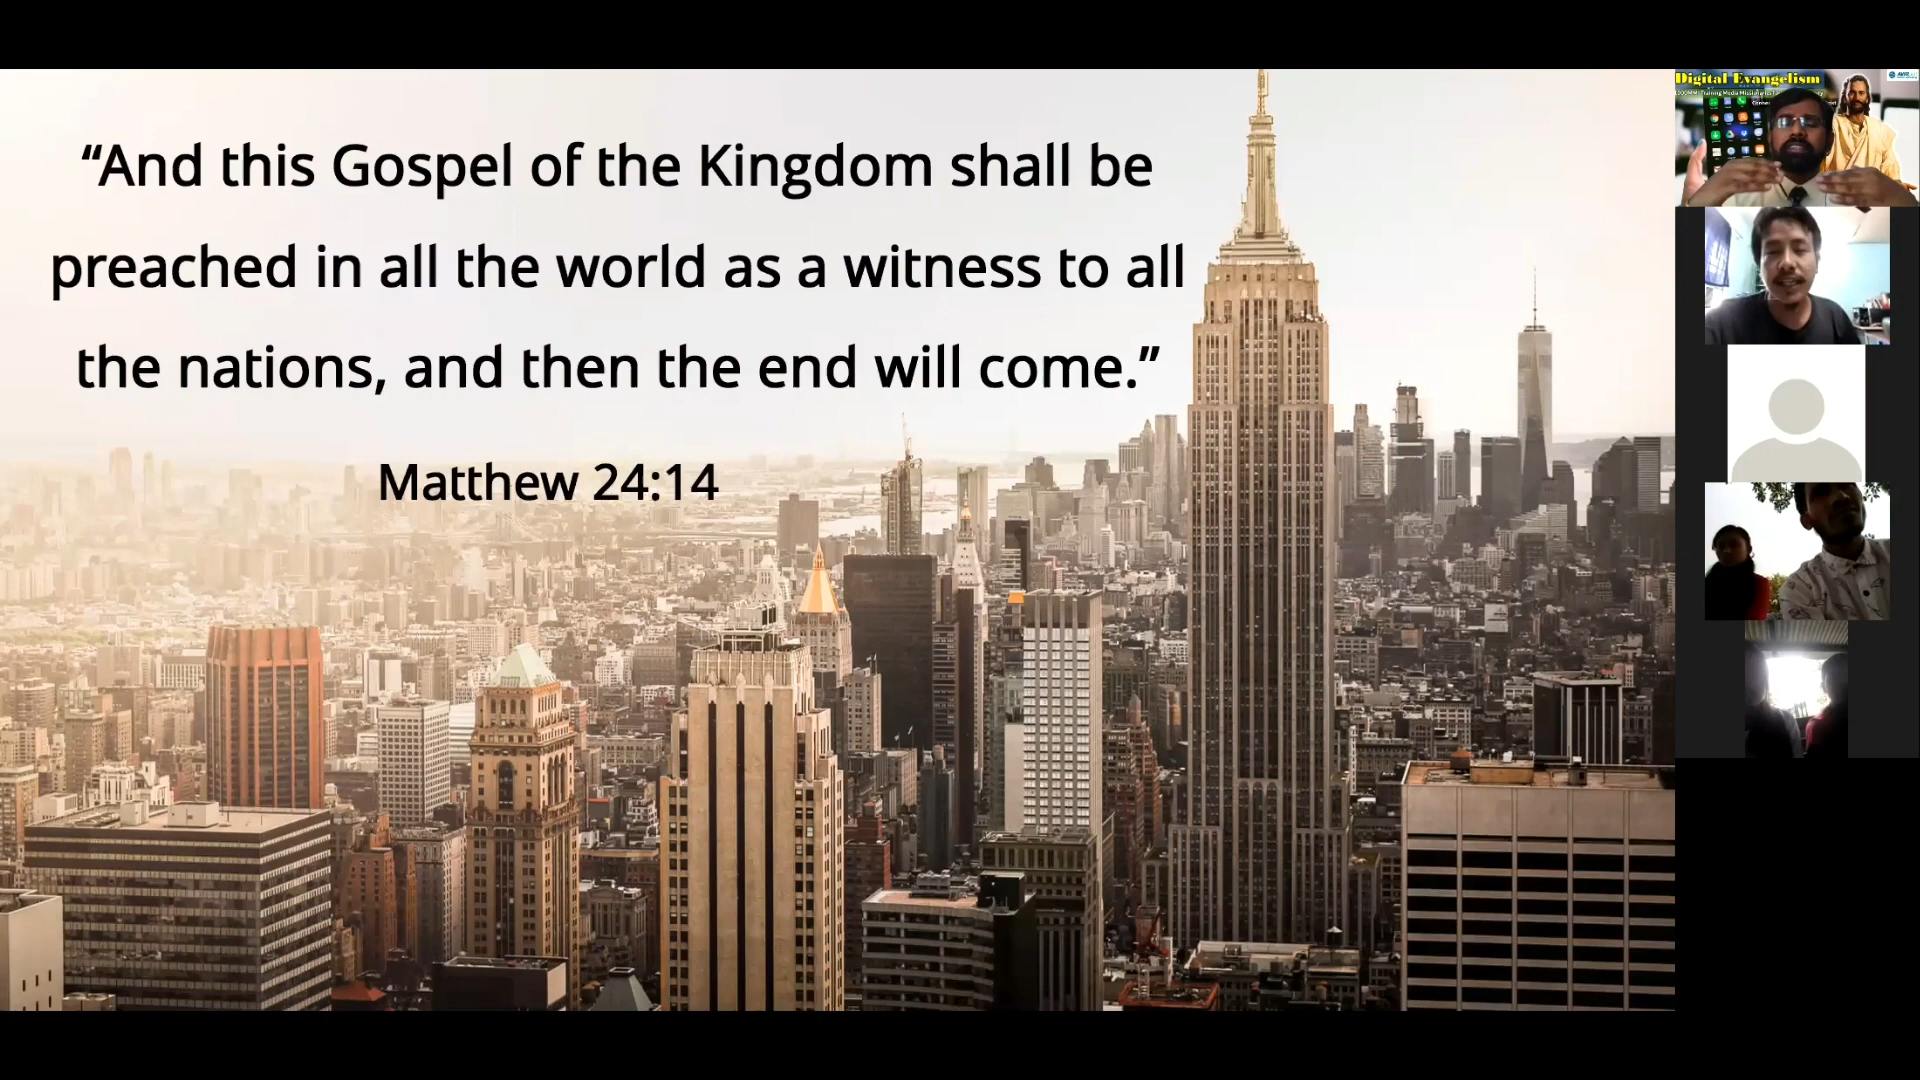 “And this Gospel of the Kingdom shall be
preached in all the world as a witness to all
the nations, and then the end will come.”
Matthew 24:14
Digital Evangelism